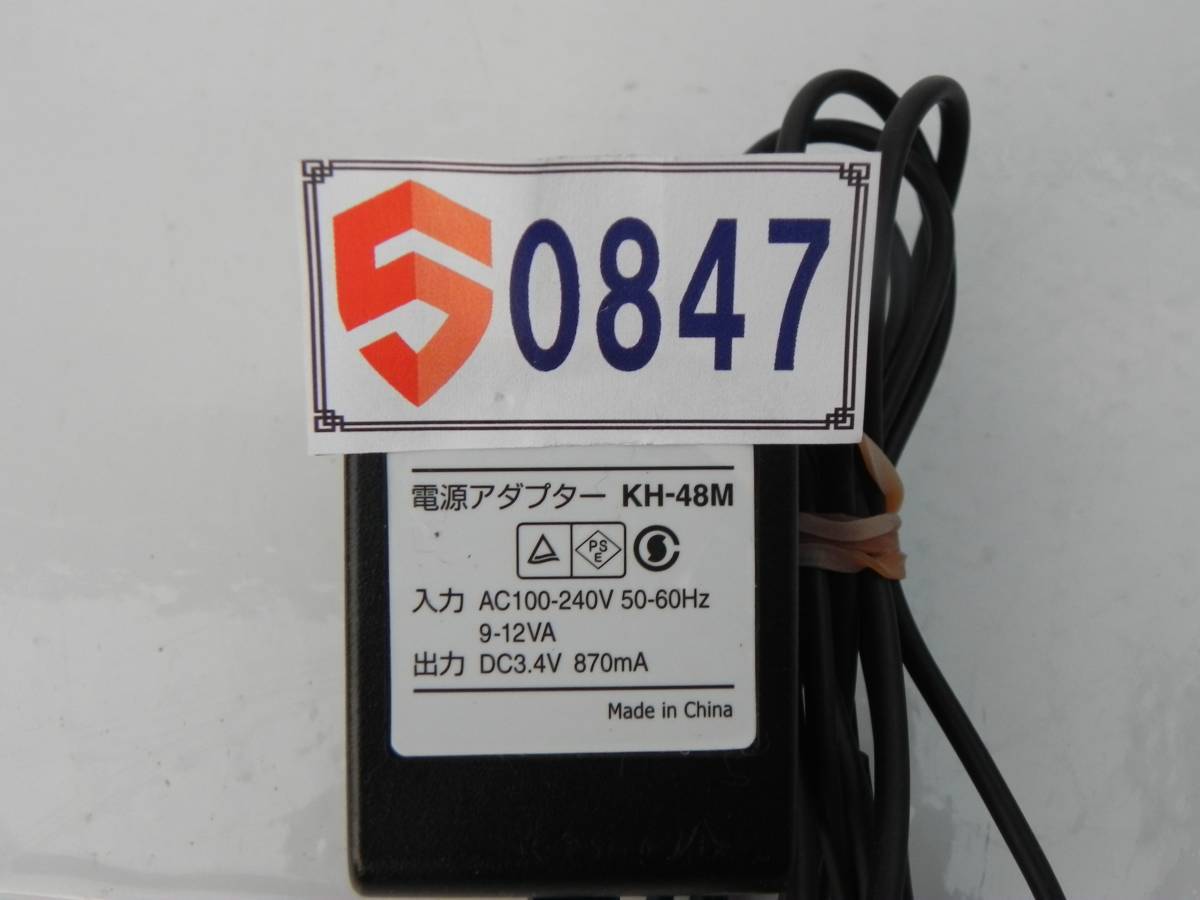 0847
電源アダプター KH-48M
PS
E
入力 AC100-240V 50-60Hz
9-12VA
出力 DC3.4V 870mA
Made in China